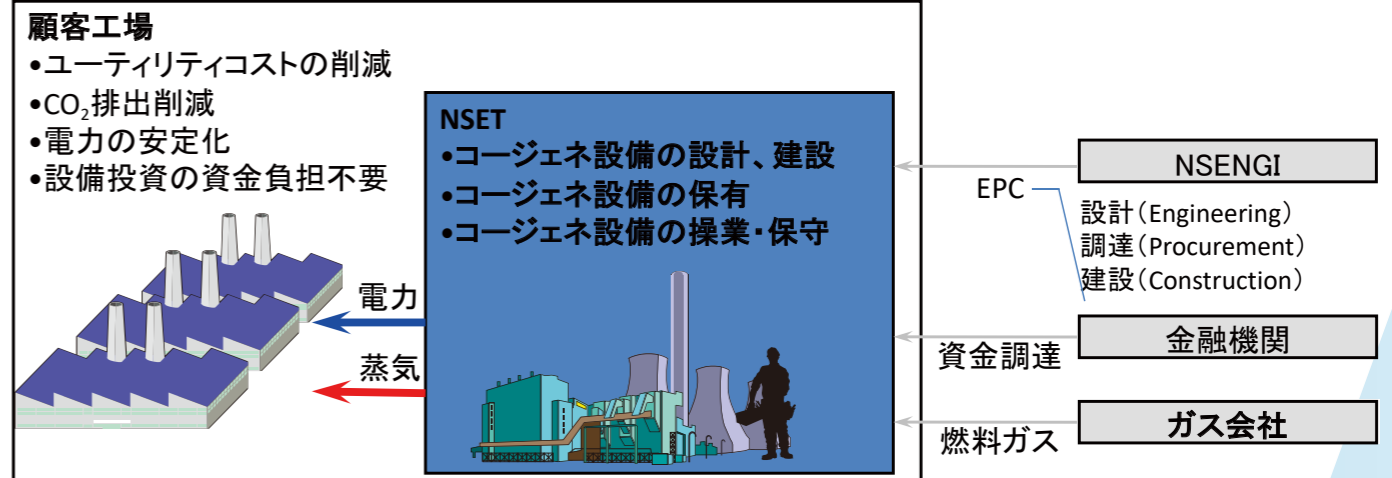 顧客工場
•ユーティリティコストの削減
•CO₂排出削減
•電力の安定化
•設備投資の資金負担不要
NSET
•コージェネ設備の設計、建設
•コージェネ設備の保有
•コージェネ設備の操業・保守
電力
蒸気
NSENGI
EPC
設計（Engineering）
調達（Procurement）
建設（Construction）
金融機関
資金調達
ガス会社
燃料ガス